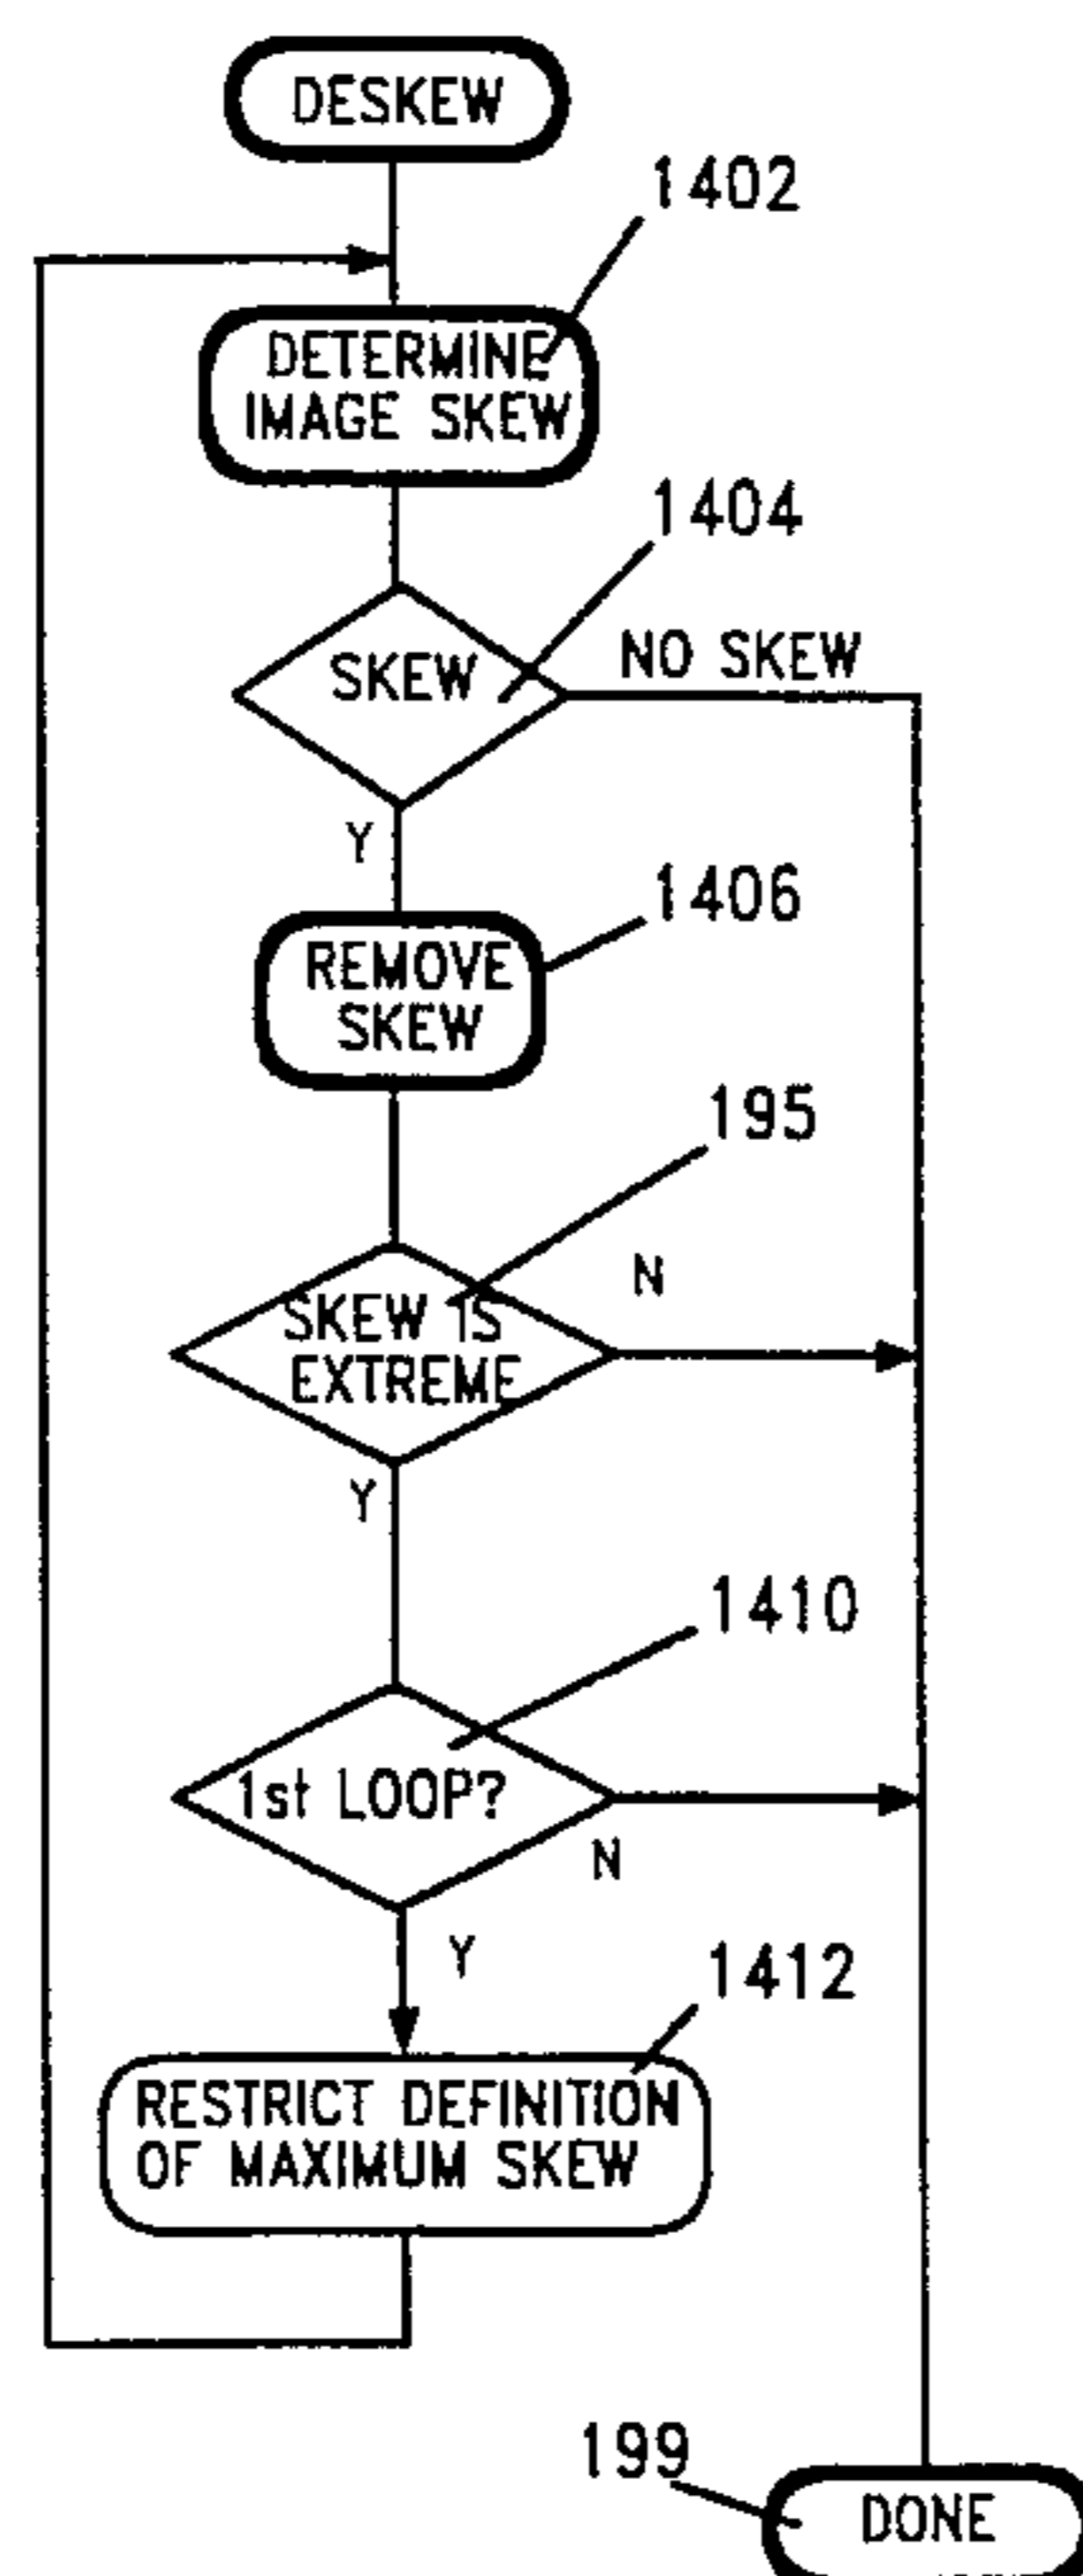 DESKEW
1402
DETERMINE
IMAGE SKEW
1404
SKEW
NO SKEW
Y
1406
REMOVE
SKEW
195
SKEW IS
EXTREME
N
Y
1410
1st LOOP?
N
Y
1412
RESTRICT DEFINITION
OF MAXIMUM SKEW
199
DONE